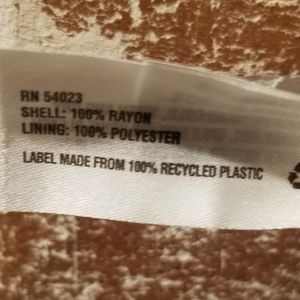 RN 54023
SHELL: 100% RAYON
LINING: 100% POLYESTER
LABEL MADE FROM 100% RECYCLED PLASTIC